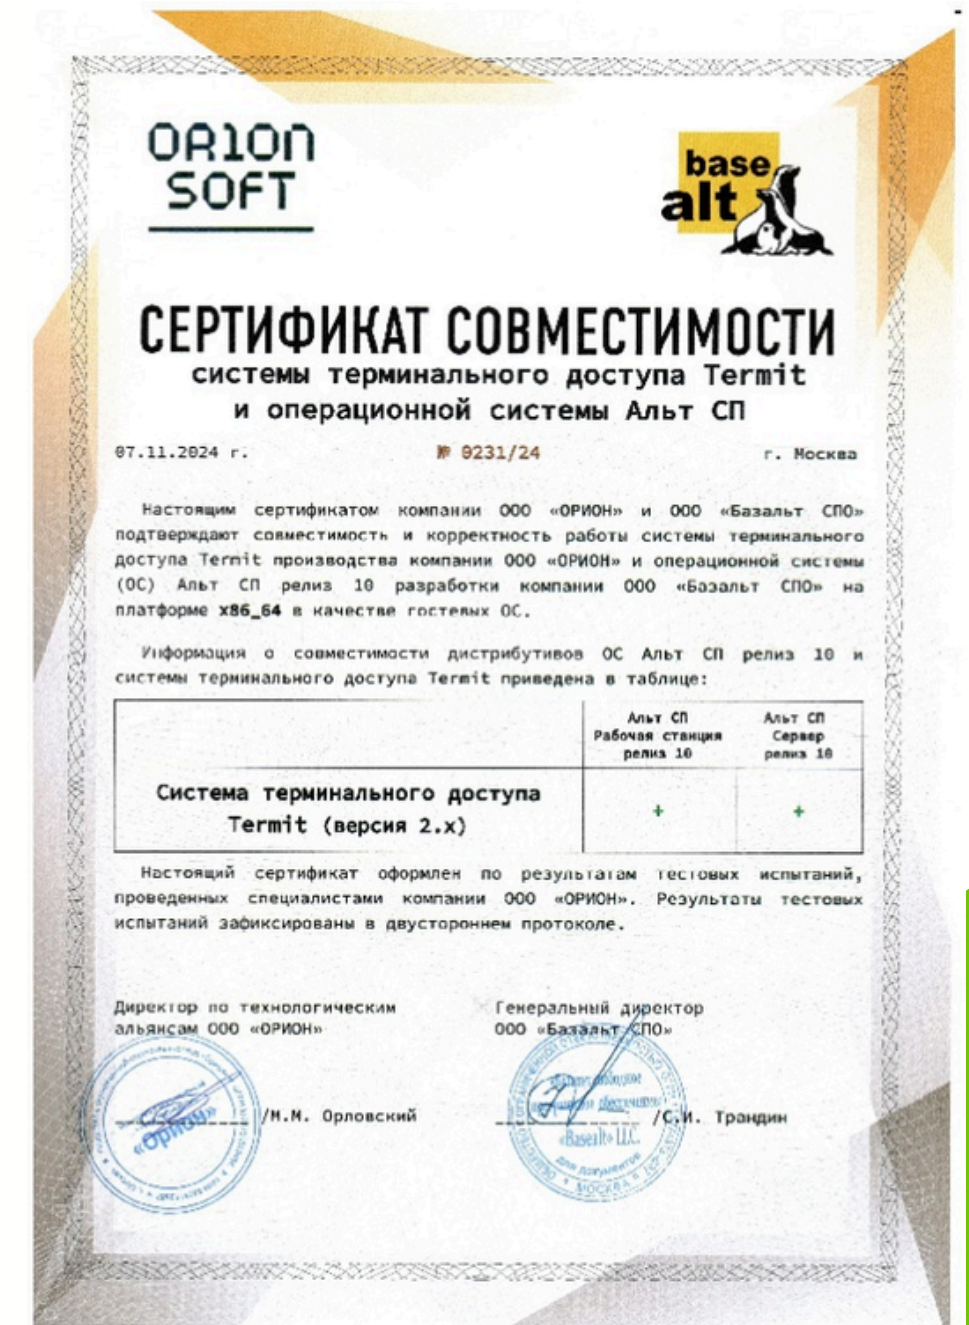 ORION
SOFT
base
alt
СЕРТИФИКАТ СОВМЕСТИМОСТИ
системы терминального доступа Termit
и операционной системы Альт СП
07.11.2024 г.
№ 0231/24
г. Москва
Настоящим сертификатом компании ООО «ОРИОН» и ООО «Базальт СПО»
подтверждают совместимость и корректность работы системы терминального
доступа Termit производства компании ООО «ОРИОН» и операционной системы
(ОС) Альт СП релиз 10 разработки компании ООО «Базальт СПО» на
платформе x86_64 в качестве гостевых ОС.
Информация о совместимости дистрибутивов ОС Альт СП релиз 10 и
системы терминального доступа Termit приведена в таблице:
Альт СП
Рабочая станция
релиз 10
Альт СП
Сервер
релиз 10
Система терминального доступа
Termit (версия 2.x)
+
+
Настоящий сертификат оформлен по результатам тестовых испытаний,
проведенных специалистами компании ООО «ОРИОН». Результаты тестовых
испытаний зафиксированы в двустороннем протоколе.
Директор по технологическим
альянсам ООО «ОРИОН»
Генеральный директор
ООО «Базальт СПО»
/М.М. Орловский
/С.И. Трандин
«Орион»
«Basealt» LLC
для документов
МОСКВА